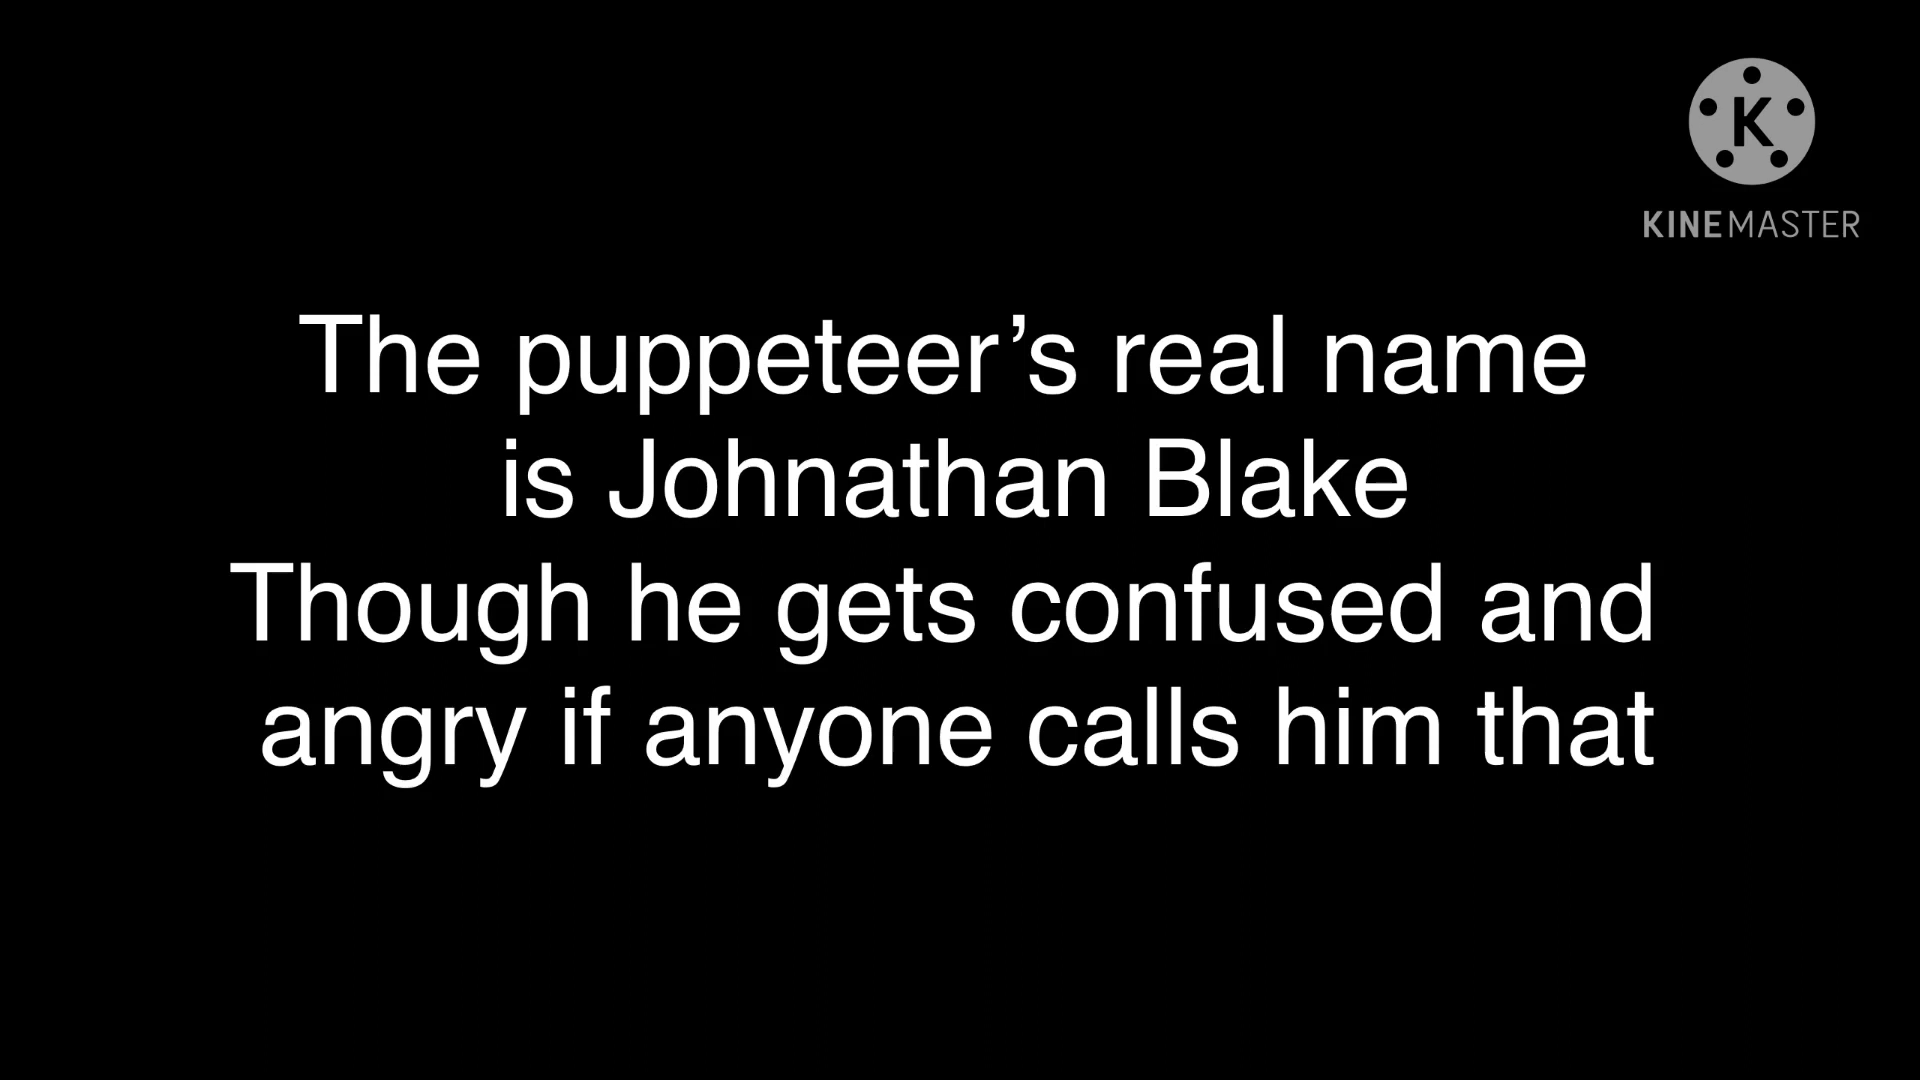 K
KINEMASTER
The puppeteer’s real name
is Johnathan Blake
Though he gets confused and
angry if anyone calls him that